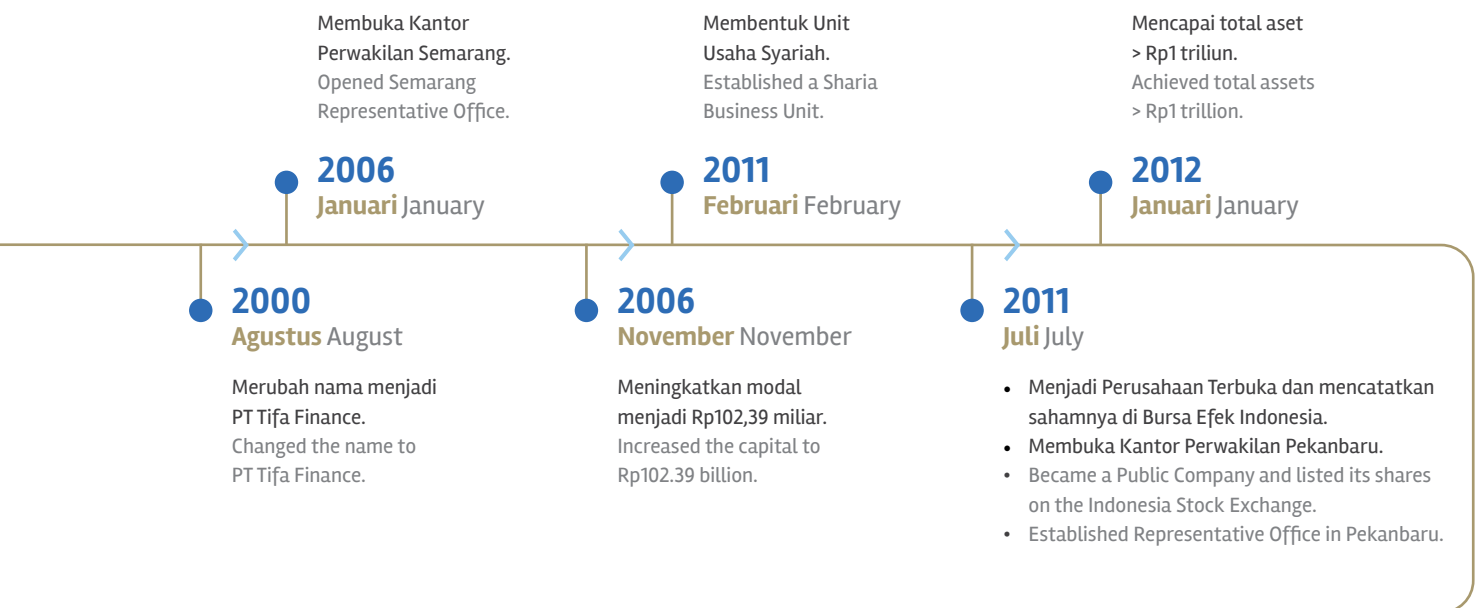 Membuka Kantor
Perwakilan Semarang.
Opened Semarang
Representative Office.
2006
Januari January
Membentuk Unit
Usaha Syariah.
Established a Sharia
Business Unit.
2011
Februari February
Mencapai total aset
> Rp1 triliun.
Achieved total assets
> Rp1 trillion.
2012
Januari January
2000
Agustus August
Merubah nama menjadi
PT Tifa Finance.
Changed the name to
PT Tifa Finance.
2006
November November
Meningkatkan modal
menjadi Rp102,39 miliar.
Increased the capital to
Rp102.39 billion.
2011
Juli July
• Menjadi Perusahaan Terbuka dan mencatatkan
sahamnya di Bursa Efek Indonesia.
• Membuka Kantor Perwakilan Pekanbaru.
• Became a Public Company and listed its shares
on the Indonesia Stock Exchange.
• Established Representative Office in Pekanbaru.